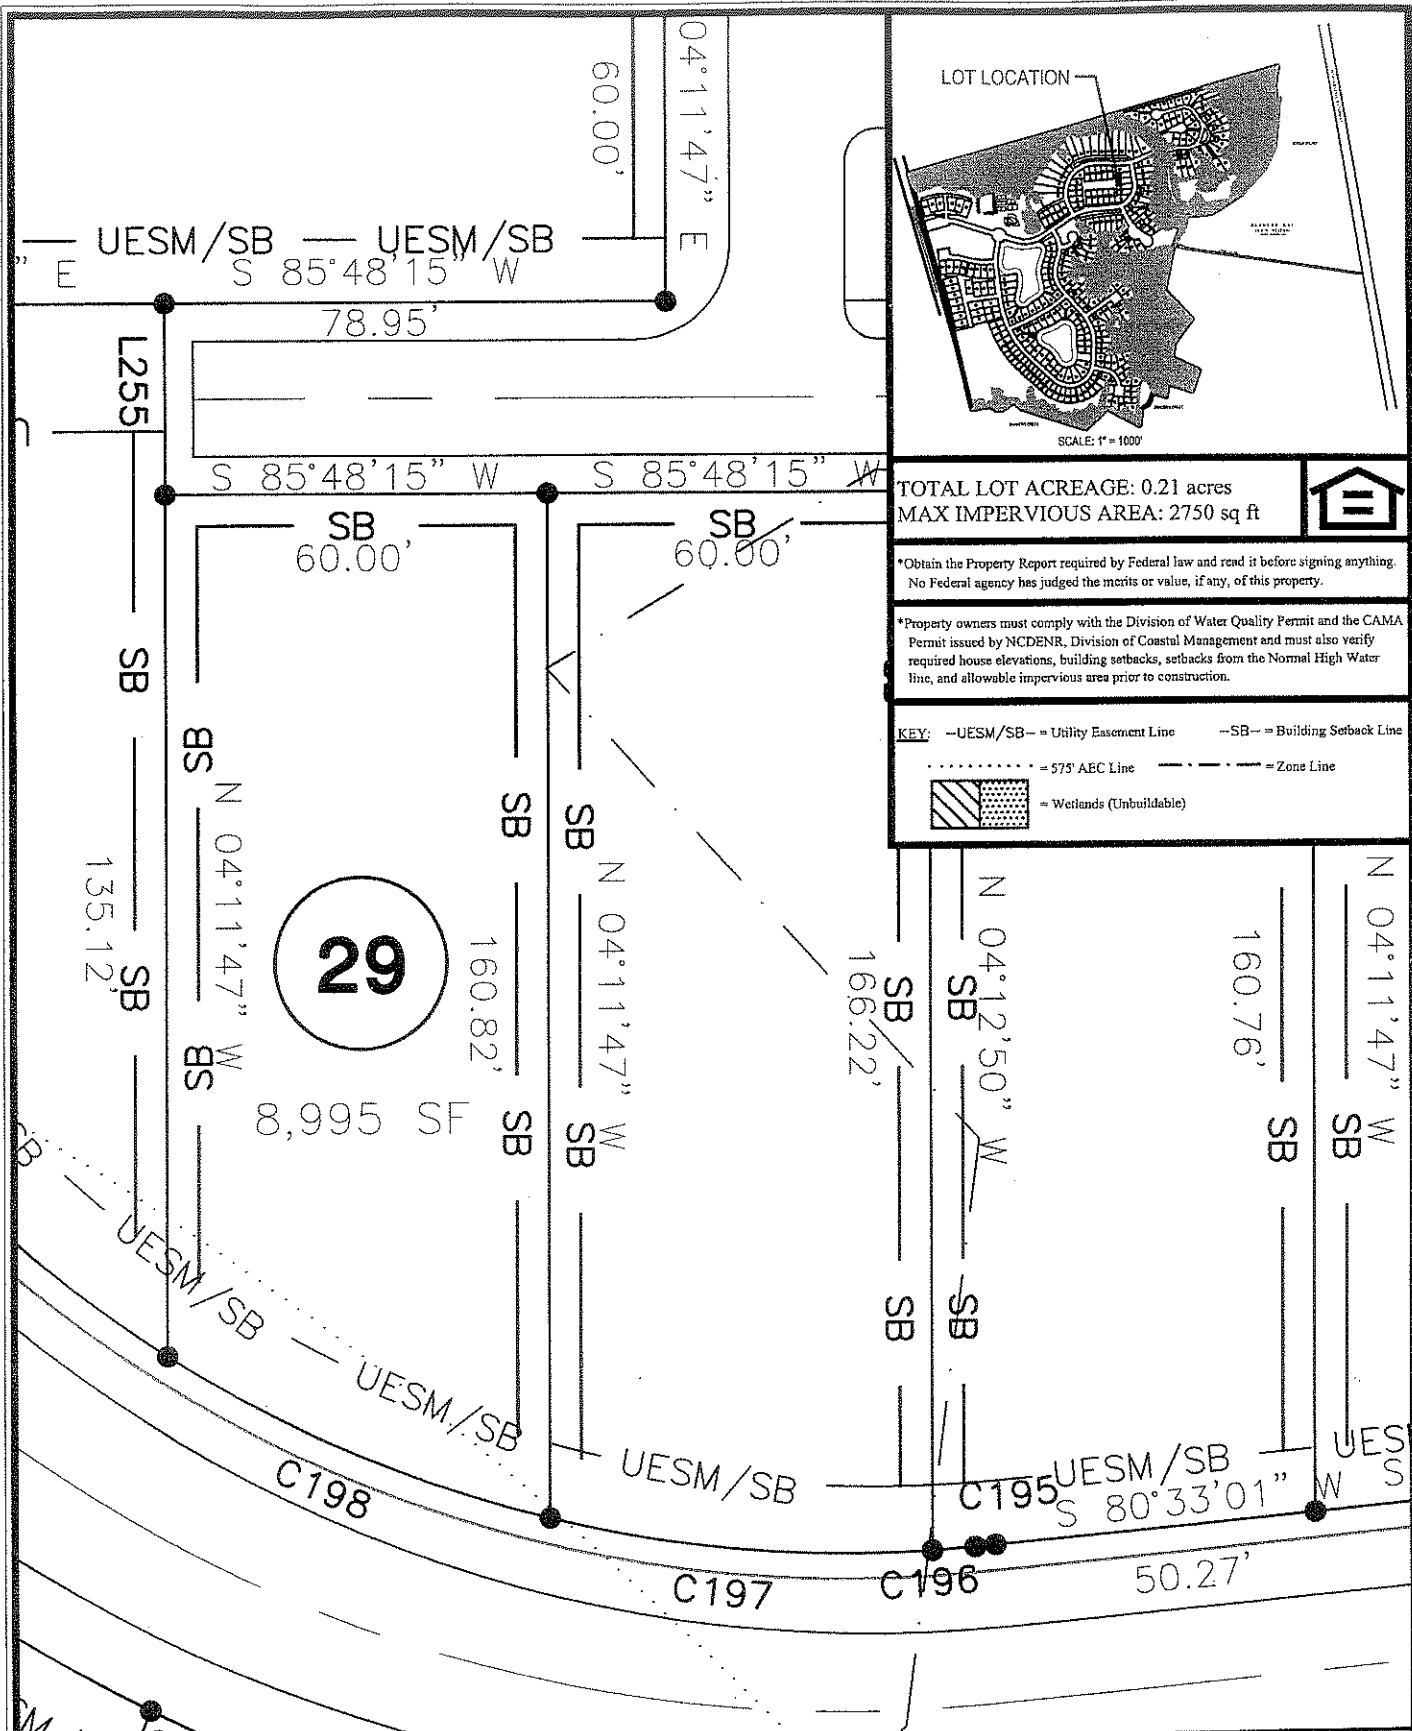 04°11'47" E
60.00'
UESM/SB UESM/SB
" E
S 85°48'15" W
78.95'
L255
S 85°48'15" W
S 85°48'15" W
SB
60.00'
SB
60.00'
SB
SB
N 04°11'47" W
SB
SB
N 04°11'47" W
135.12'
SB
SB
29
160.82'
8,995 SF
SB
SB
166.22'
SB
SB
N 04°12'50" W
160.76'
N 04°11'47" W
SB
SB
SB
SB
SB
UESM/SB
UESM/SB
UESM/SB
UESM/SB
UES
C195
S 80°33'01" W
S
C198
C197
C196
50.27'
LOT LOCATION
SCALE: 1" = 1000'
TOTAL LOT ACREAGE: 0.21 acres
MAX IMPERVIOUS AREA: 2750 sq ft
*Obtain the Property Report required by Federal law and read it before signing anything.
No Federal agency has judged the merits or value, if any, of this property.
*Property owners must comply with the Division of Water Quality Permit and the CAMA
Permit issued by NCDENR, Division of Coastal Management and must also verify
required house elevations, building setbacks, setbacks from the Normal High Water
line, and allowable impervious area prior to construction.
KEY: --UESM/SB-- = Utility Easement Line --SB-- = Building Setback Line
= 575' AEC Line = Zone Line
= Wetlands (Unbuildable)